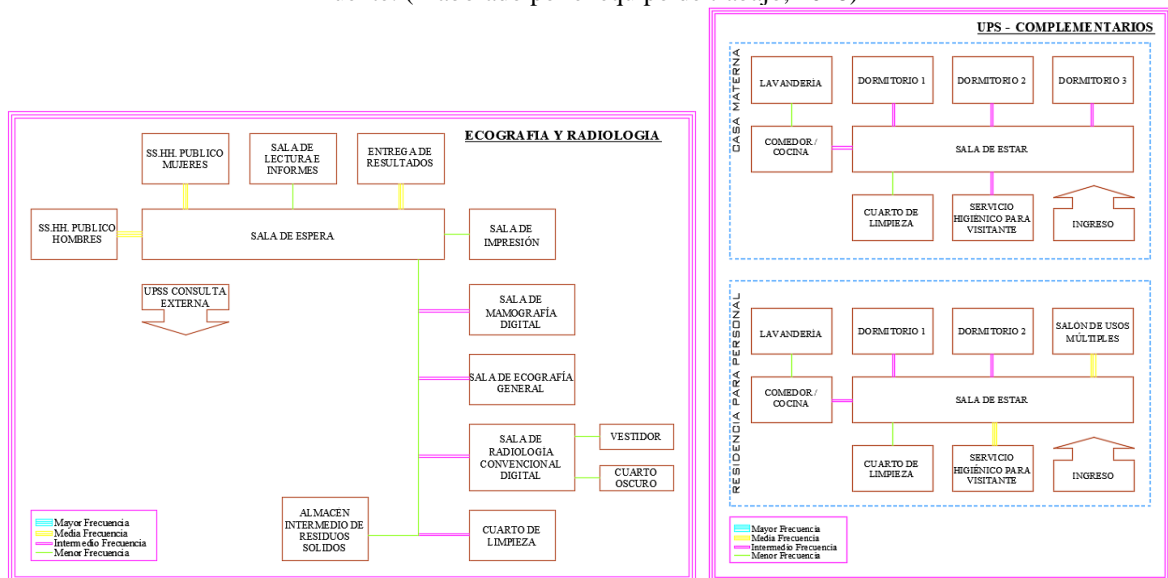 ECOGRAFIA Y RADIOLOGIA
SS.HH. PUBLICO
MUJERES
SALA DE
LECTURA E
INFORMES
ENTREGA DE
RESULTADOS
SS.HH. PUBLICO
HOMBRES
SALA DE ESPERA
SALA DE
IMPRESIÓN
UPSS CONSULTA
EXTERNA
SALA DE
MAMOGRAFÍA
DIGITAL
SALA DE ECOGRAFÍA
GENERAL
SALA DE
RADIOLOGIA
CONVENCIONAL
DIGITAL
VESTIDOR
CUARTO
OSCURO
ALMACEN
INTERMEDIO DE
RESIDUOS
SOLIDOS
CUARTO DE
LIMPIEZA
Mayor Frecuencia
Media Frecuencia
Intermedio Frecuencia
Menor Frecuencia
UPS - COMPLEMENTARIOS
CASA MATERNA
LAVANDERÍA
DORMITORIO 1
DORMITORIO 2
DORMITORIO 3
COMEDOR /
COCINA
SALA DE ESTAR
CUARTO DE
LIMPIEZA
SERVICIO
HIGIÉNICO PARA
VISITANTE
INGRESO
RESIDENCIA PARA PERSONAL
LAVANDERÍA
DORMITORIO 1
DORMITORIO 2
SALON DE USOS
MÚLTIPLES
COMEDOR /
COCINA
SALA DE ESTAR
CUARTO DE
LIMPIEZA
SERVICIO
HIGIÉNICO PARA
VISITANTE
INGRESO
Mayor Frecuencia
Media Frecuencia
Intermedio Frecuencia
Menor Frecuencia